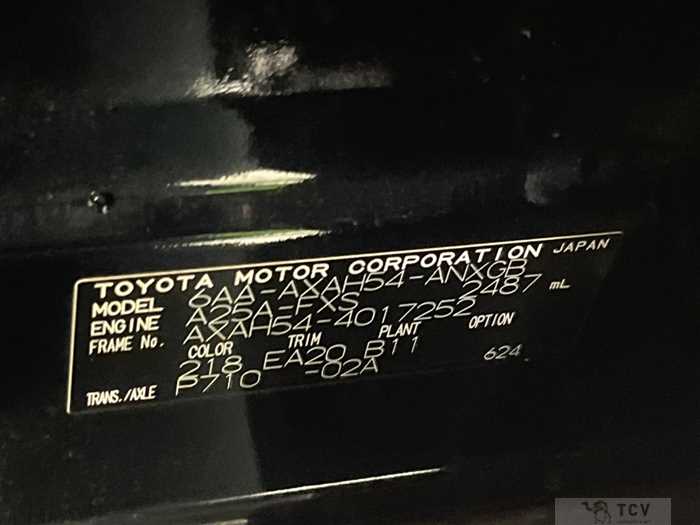 TOYOTA MOTOR CORPORATION JAPAN
MODEL 6AA-AXAH54-ANXGB
ENGINE A25A-FXS 2487 mL
FRAME No. AXAH54-4017252
COLOR TRIM PLANT OPTION
218 EA20 B11 624
TRANS./AXLE P710 -02A
TCV